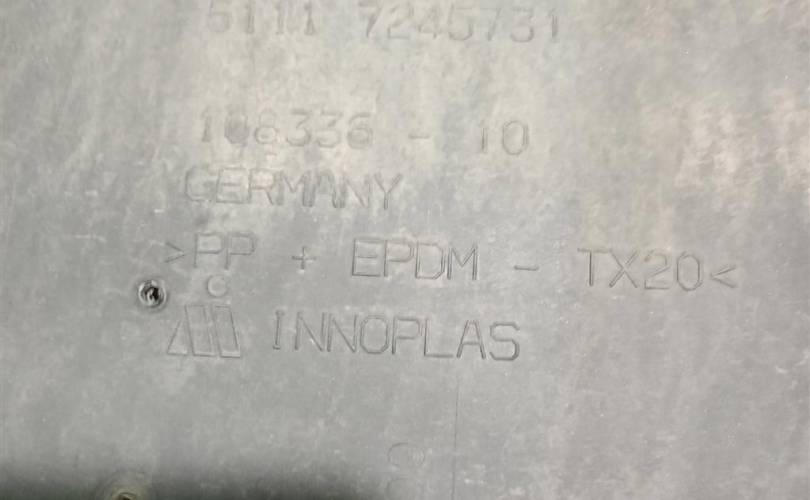 5111 7245731
108336 - 10
GERMANY
>PP + EPDM - TX20<
INNOPLAS